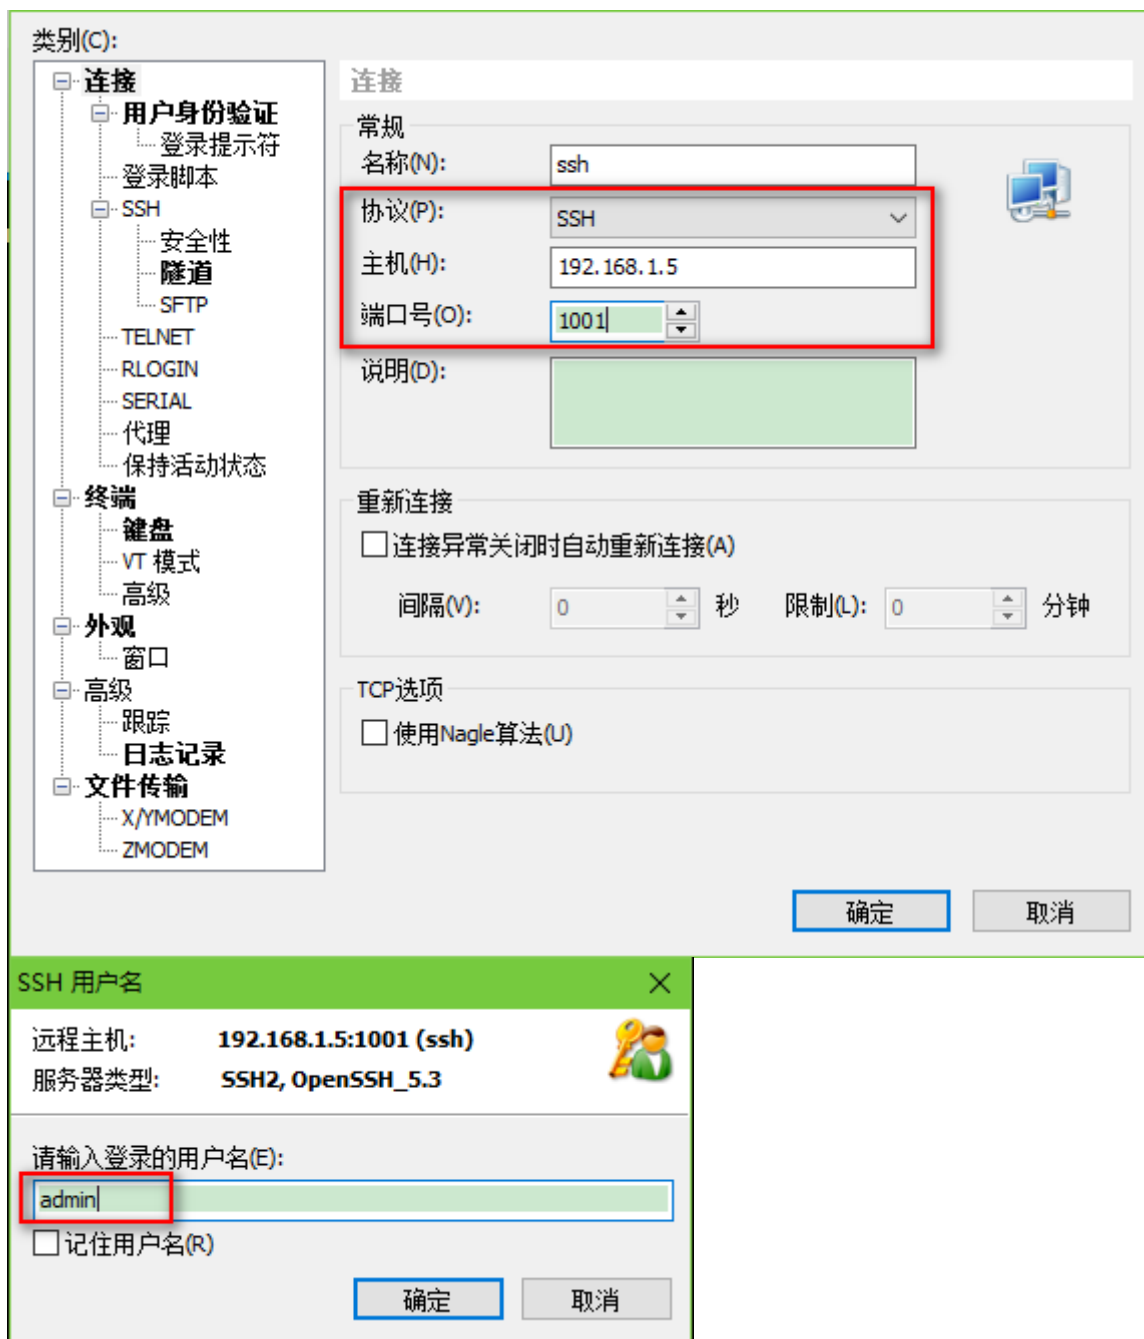 类别(C):
连接
用户身份验证
登录提示符
登录脚本
SSH
安全性
隧道
SFTP
TELNET
RLOGIN
SERIAL
代理
保持活动状态
终端
键盘
VT 模式
高级
外观
窗口
高级
跟踪
日志记录
文件传输
X/YMODEM
ZMODEM
连接
常规
名称(N): ssh
协议(P): SSH
主机(H): 192.168.1.5
端口号(O): 1001
说明(D):
重新连接
连接异常关闭时自动重新连接(A)
间隔(V): 0 秒 限制(L): 0 分钟
TCP选项
使用Nagle算法(U)
确定 取消
SSH 用户名
远程主机: 192.168.1.5:1001 (ssh)
服务器类型: SSH2, OpenSSH_5.3
请输入登录的用户名(E):
admin
记住用户名(R)
确定 取消